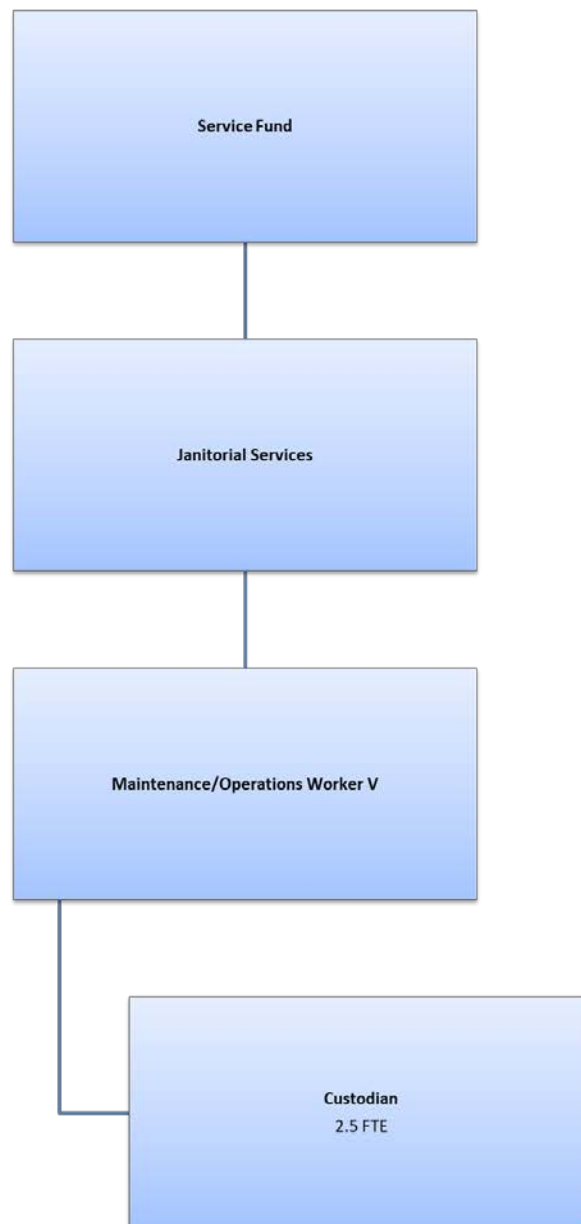 Service Fund
Janitorial Services
Maintenance/Operations Worker V
Custodian
2.5 FTE